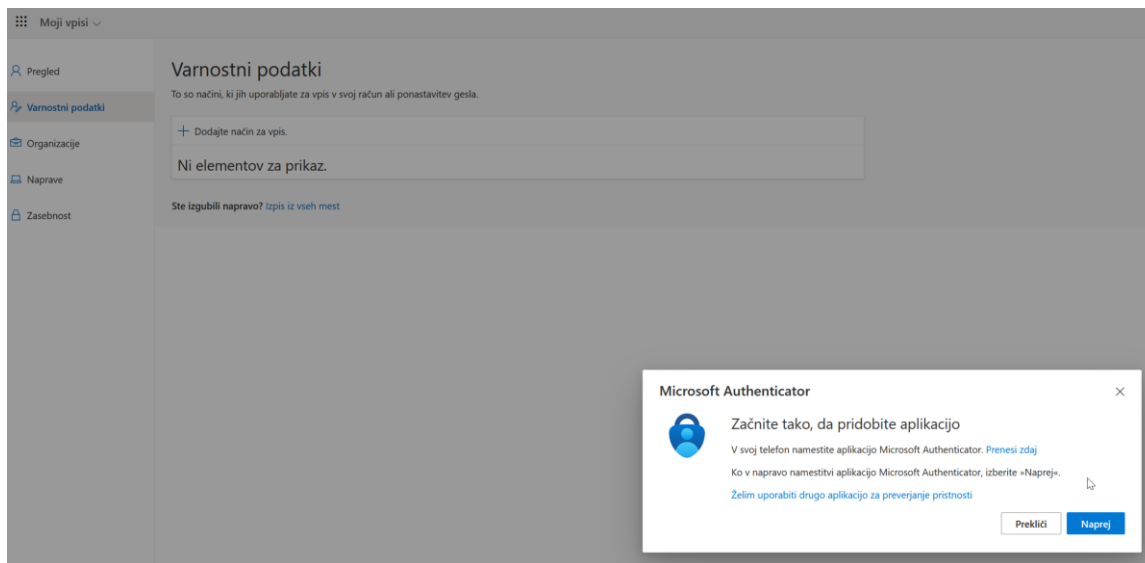 Moji vpisi
Pregled
Varnostni podatki
Organizacije
Naprave
Zasebnost
Varnostni podatki
To so načini, ki jih uporabljate za vpis v svoj račun ali ponastavitev gesla.
Dodajte način za vpis.
Ni elementov za prikaz.
Ste izgubili napravo? Izpis iz vseh mest
Microsoft Authenticator
Začnite tako, da pridobite aplikacijo
V svoj telefon namestite aplikacijo Microsoft Authenticator. Prenesi zdaj
Ko v napravo namestitvi aplikacijo Microsoft Authenticator, izberite »Naprej«.
Želim uporabiti drugo aplikacijo za preverjanje pristnosti
Prekliči Naprej